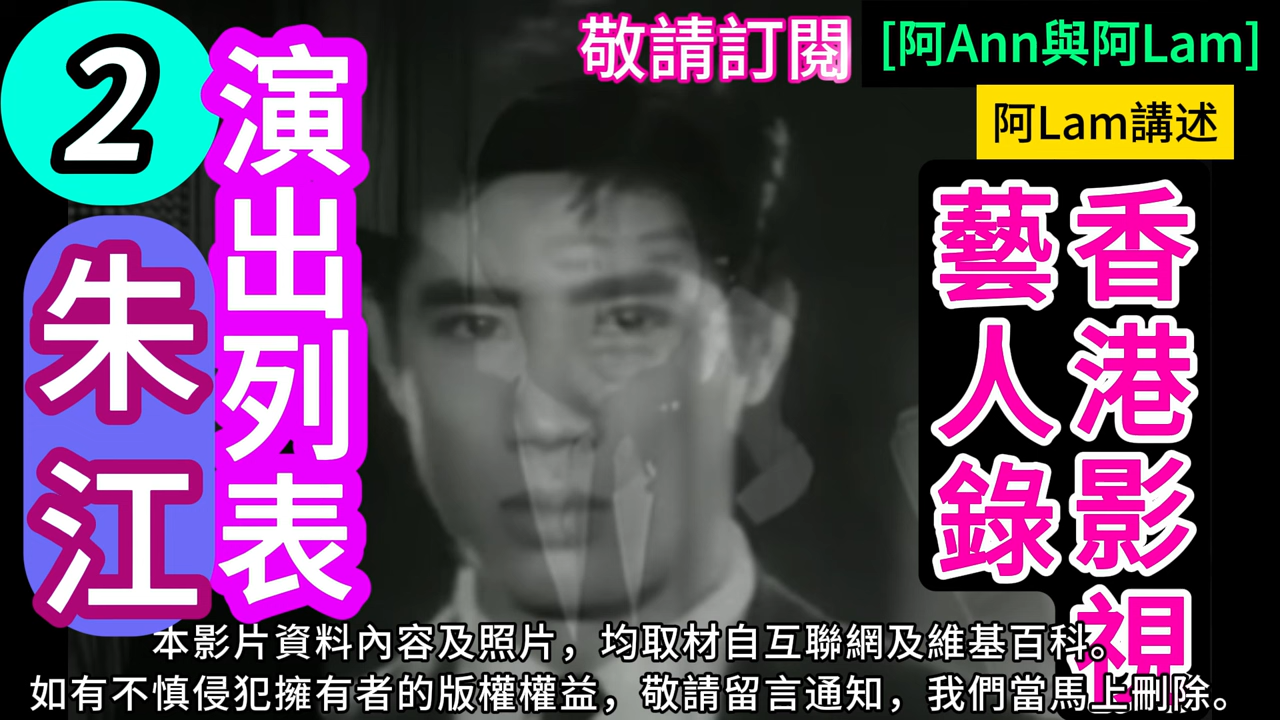 2
朱江
演出列表
敬請訂閱
[阿Ann與阿Lam]
阿Lam講述
香港影視
藝人錄
本影片資料內容及照片，均取材自互聯網及維基百科。
如有不慎侵犯擁有者的版權權益，敬請留言通知，我們當馬上刪除。